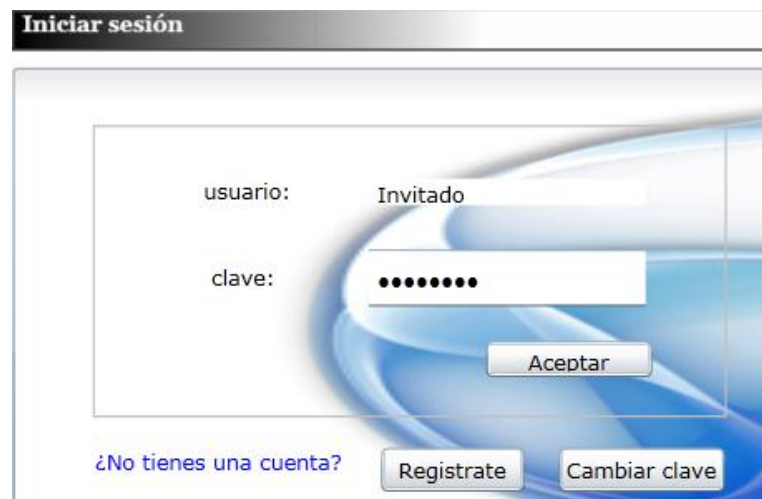 Iniciar sesión
usuario: Invitado
clave: ••••••••
Aceptar
¿No tienes una cuenta? Registrate Cambiar clave